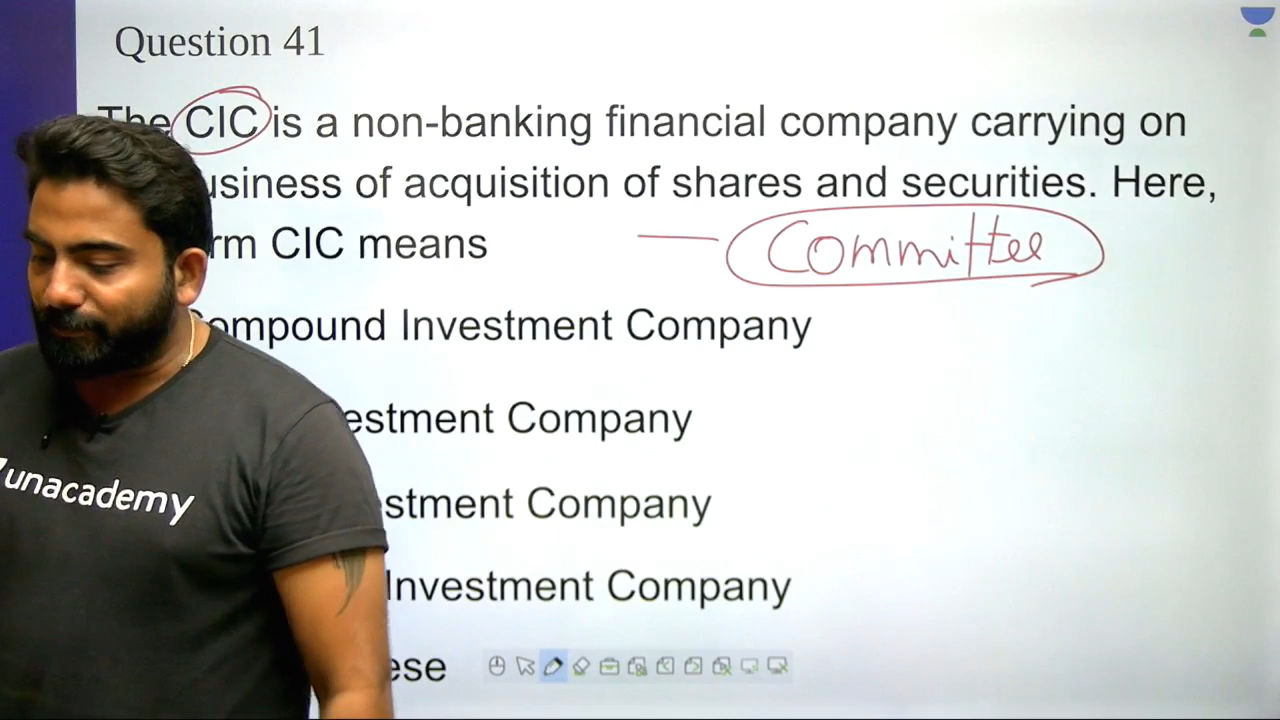 Question 41
The CIC is a non-banking financial company carrying on
usiness of acquisition of shares and securities. Here,
rm CIC means
Committee
ompound Investment Company
estment Company
estment Company
Investment Company
ese
unacademy